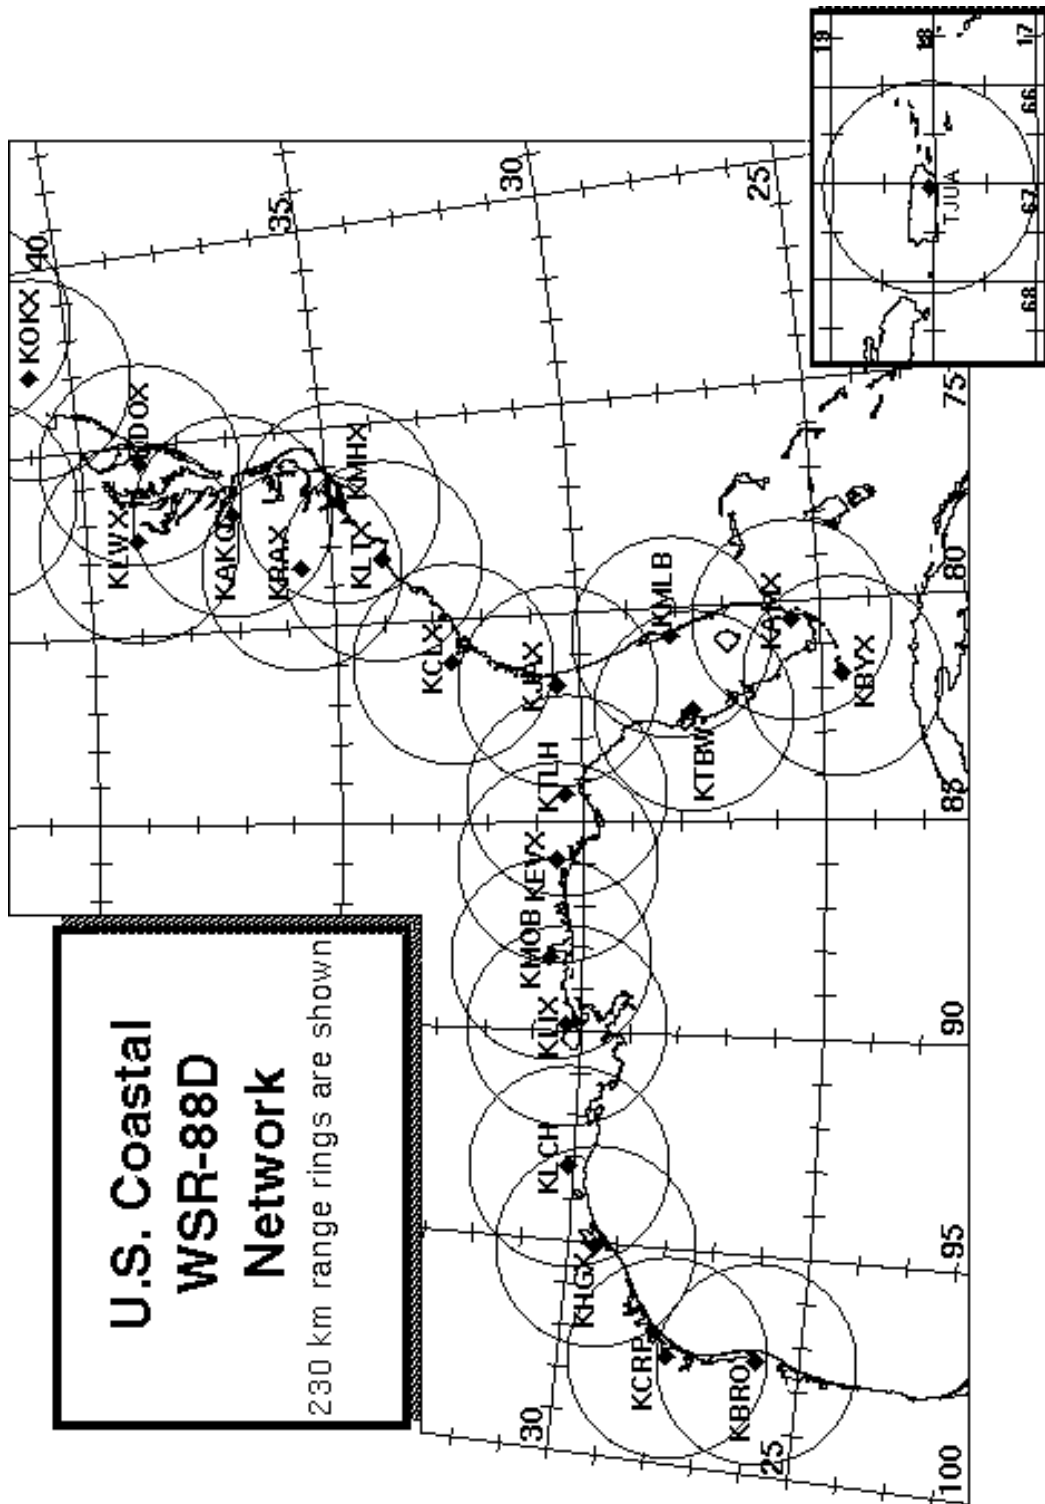 U.S. Coastal
WSR-88D
Network
230 km range rings are shown
40
35
30
25
KOKX
KLWX
KAKQ
KRAX
KMHX
KLTX
KCLX
KJAX
KMLB
KTBW
KBYX
KTLH
KEVX
KMOB
KLIX
KLCH
KHGX
KCRP
KBRO
30
25
100
95
90
85
80
75
19
18
17
66
67
68
TJUA